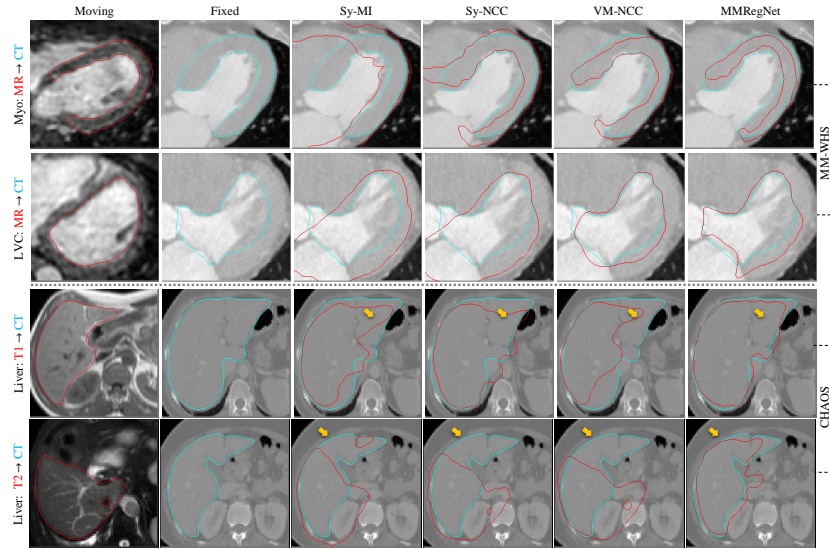 Moving Fixed Sy-MI Sy-NCC VM-NCC MMRegNet
Myo: MR → CT
LVC: MR → CT
Liver: T1 → CT
Liver: T2 → CT
MM-WHS
CHAOS